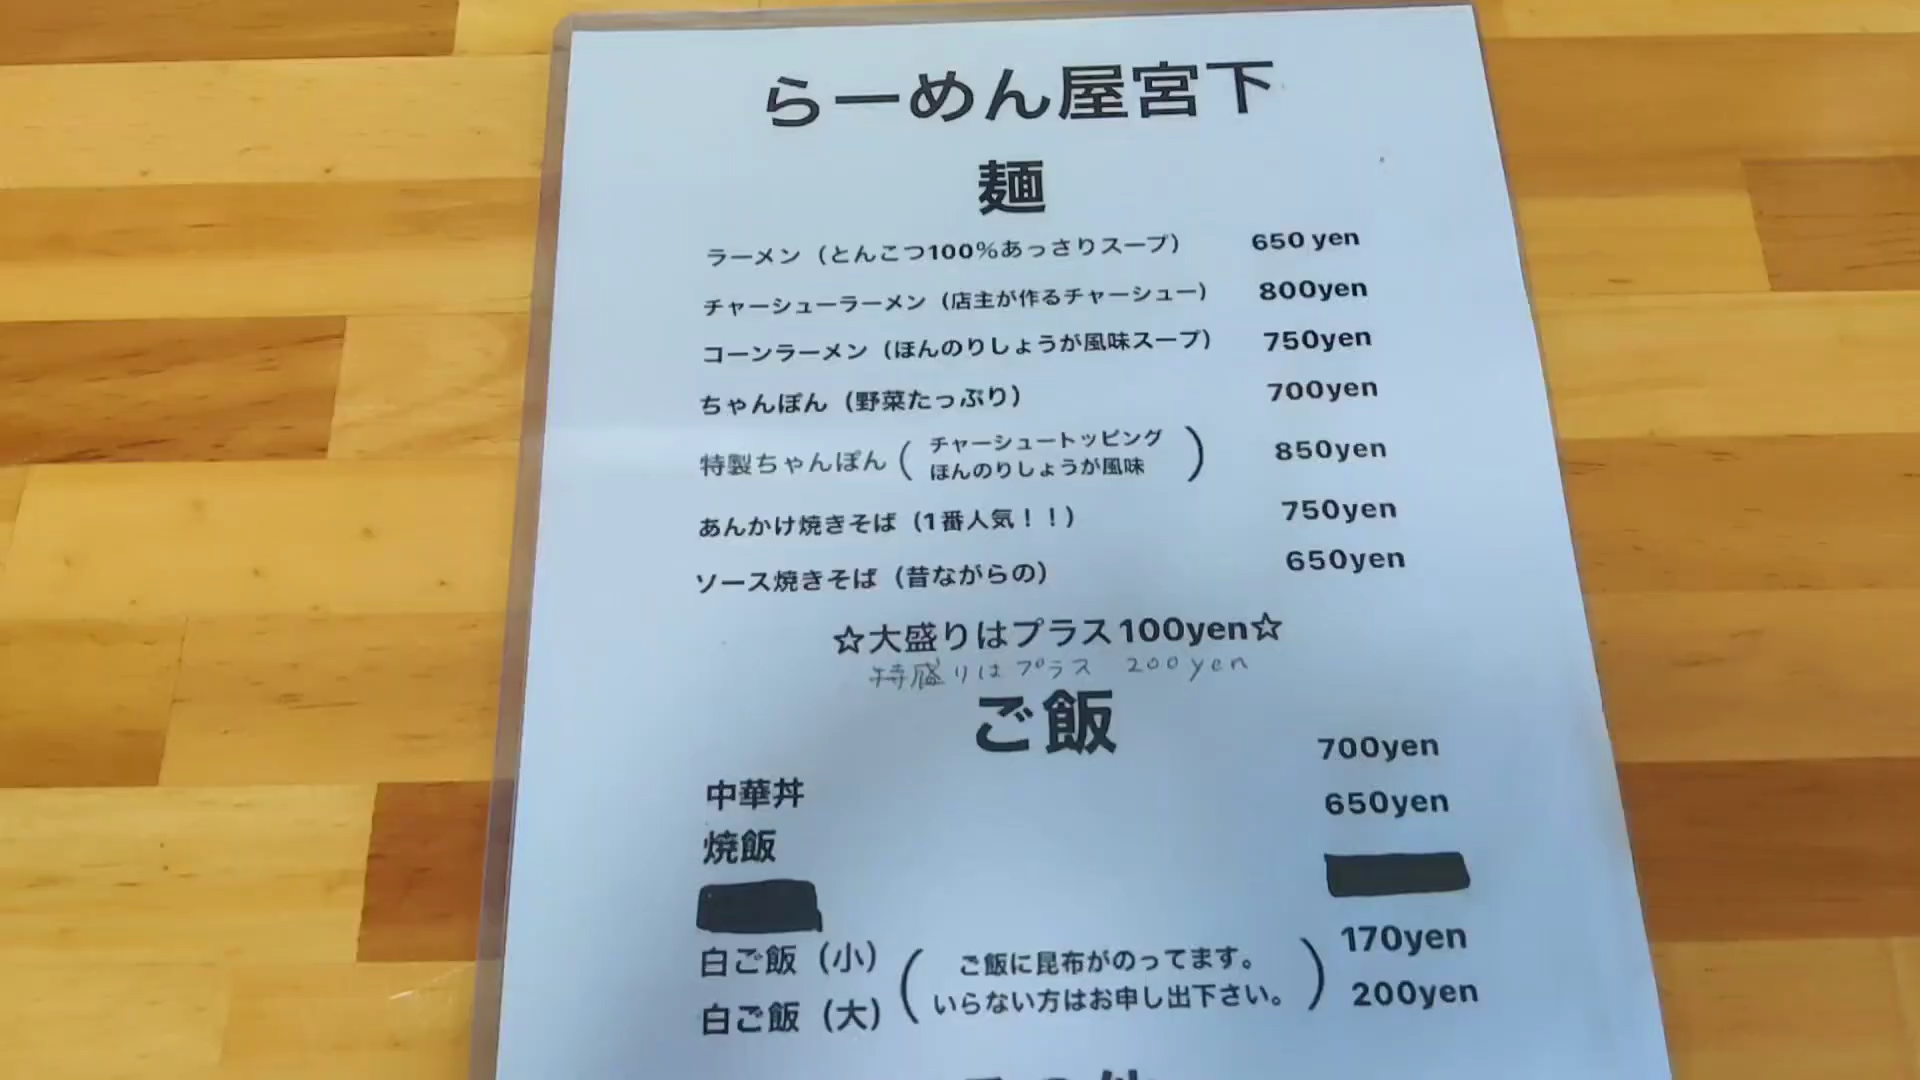 らーめん屋宮下
麺
ラーメン（とんこつ100%あっさりスープ） 650 yen
チャーシューラーメン（店主が作るチャーシュー） 800yen
コーンラーメン（ほんのりしょうが風味スープ） 750yen
ちゃんぽん（野菜たっぷり） 700yen
特製ちゃんぽん（チャーシュートッピング
ほんのりしょうが風味） 850yen
あんかけ焼きそば（1番人気！！） 750yen
ソース焼きそば（昔ながらの） 650yen
☆大盛りはプラス100yen☆
特盛りはプラス 200yen
ご飯
中華丼 700yen
焼飯 650yen
白ご飯（小） 170yen
白ご飯（大） 200yen
（ご飯に昆布がのってます。
いらない方はお申し出下さい。）